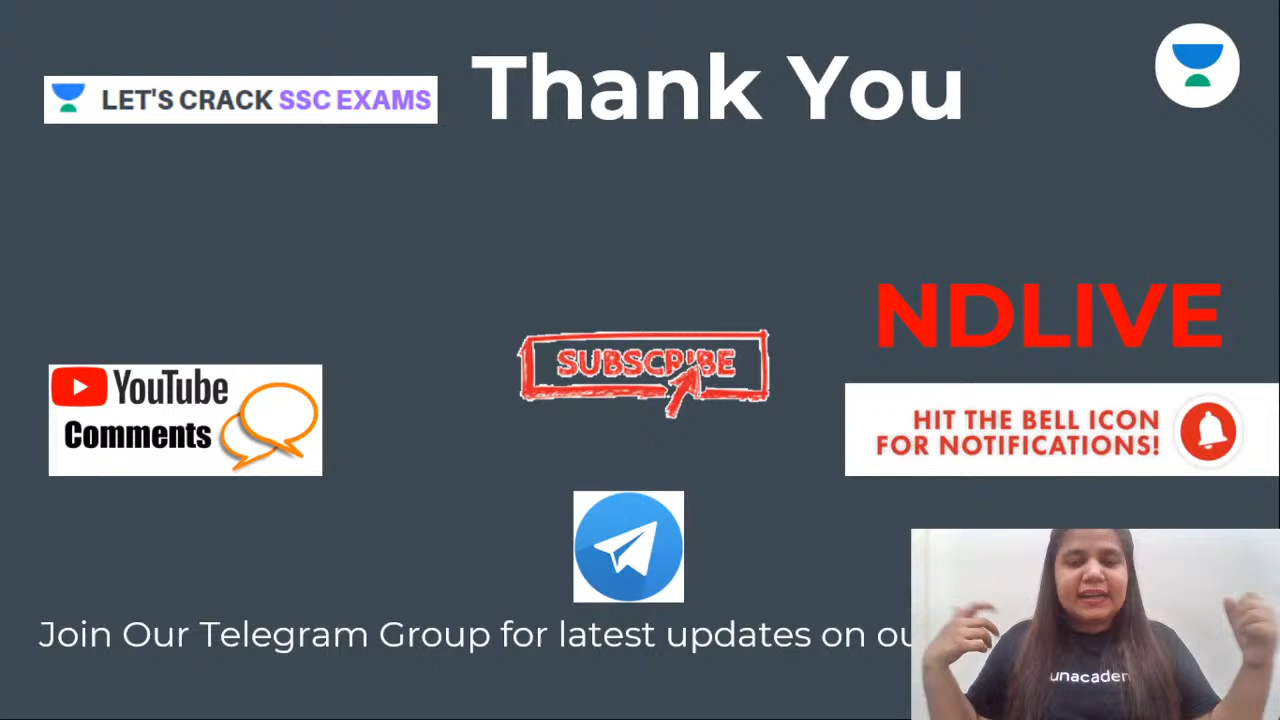 LET'S CRACK SSC EXAMS
Thank You
NDLIVE
SUBSCRIBE
YouTube
Comments
HIT THE BELL ICON
FOR NOTIFICATIONS!
Join Our Telegram Group for latest updates on